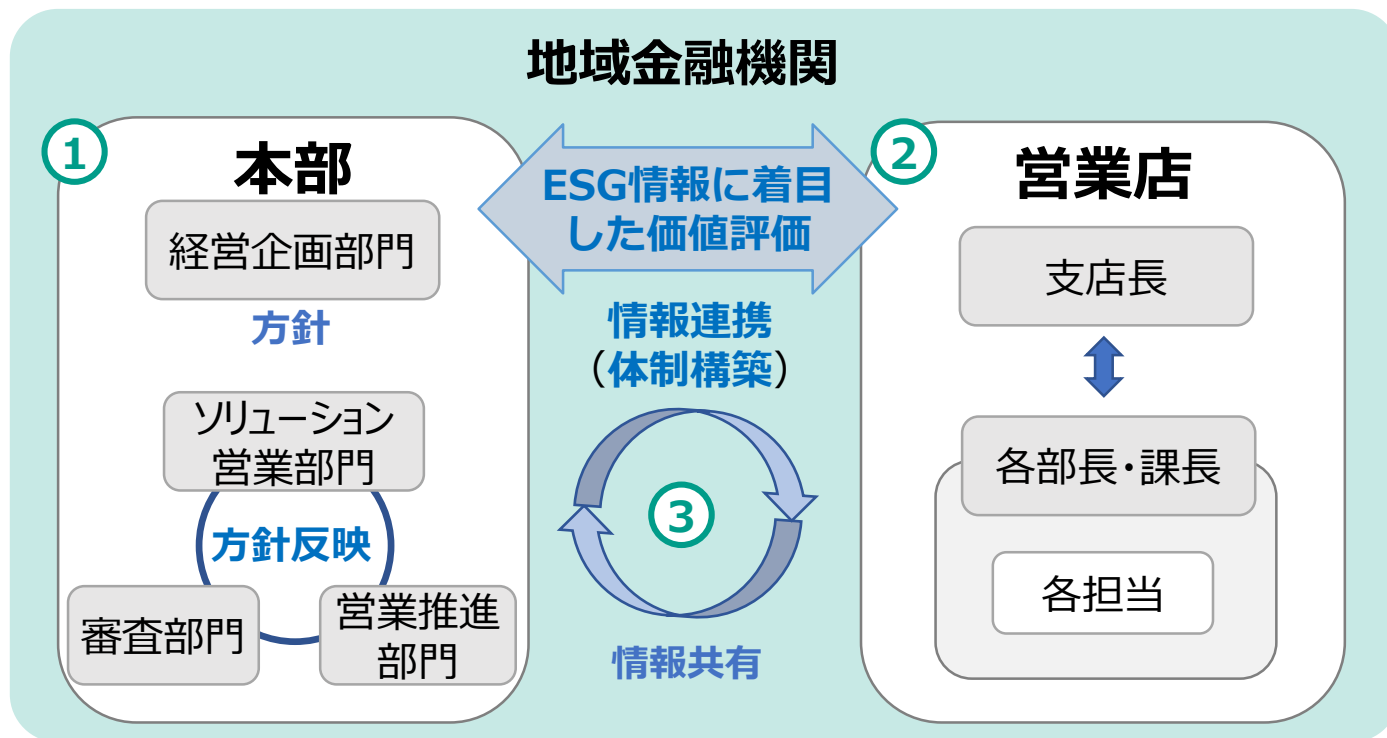 地域金融機関
①
本部
経営企画部門
方針
ソリューション
営業部門
方針反映
審査部門
営業推進
部門
ESG情報に着目
した価値評価
情報連携
（体制構築）
③
情報共有
②
営業店
支店長
各部長・課長
各担当